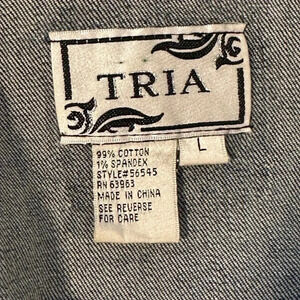 TRIA
L
99% COTTON
1% SPANDEX
STYLE#56545
RN 63963
MADE IN CHINA
SEE REVERSE
FOR CARE